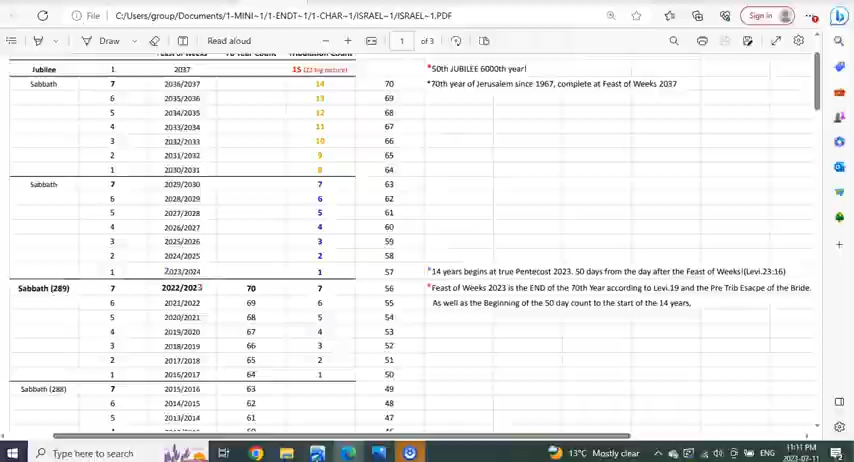 File C:/Users/group/Documents/1-MINI~1/1-ENDT~1/1-CHAR~1/ISRAEL~1/ISRAEL~1.PDF Sign in
Draw Read aloud 1 of 3
Jubilee 1 2037 15 *50th JUBILEE 6000th year!
Sabbath 7 2036/2037 14 70 *70th year of Jerusalem since 1967, complete at Feast of Weeks 2037
6 2035/2036 13 69
5 2034/2035 12 68
4 2033/2034 11 67
3 2032/2033 10 66
2 2031/2032 9 65
1 2030/2031 8 64
Sabbath 7 2029/2030 7 63
6 2028/2029 6 62
5 2027/2028 5 61
4 2026/2027 4 60
3 2025/2026 3 59
2 2024/2025 2 58
1 2023/2024 1 57 *14 years begins at true Pentecost 2023. 50 days from the day after the Feast of Weeks!(Levi.23:16)
Sabbath (289) 7 2022/2023 70 7 56 *Feast of Weeks 2023 is the END of the 70th Year according to Levi.19 and the Pre Trib Esacpe of the Bride.
6 2021/2022 69 6 55 As well as the Beginning of the 50 day count to the start of the 14 years,
5 2020/2021 68 5 54
4 2019/2020 67 4 53
3 2018/2019 66 3 52
2 2017/2018 65 2 51
1 2016/2017 64 1 50
Sabbath (288) 7 2015/2016 63 49
6 2014/2015 62 48
5 2013/2014 61 47
Type here to search 13°C Mostly clear ENG 11:11 PM
2023-07-11